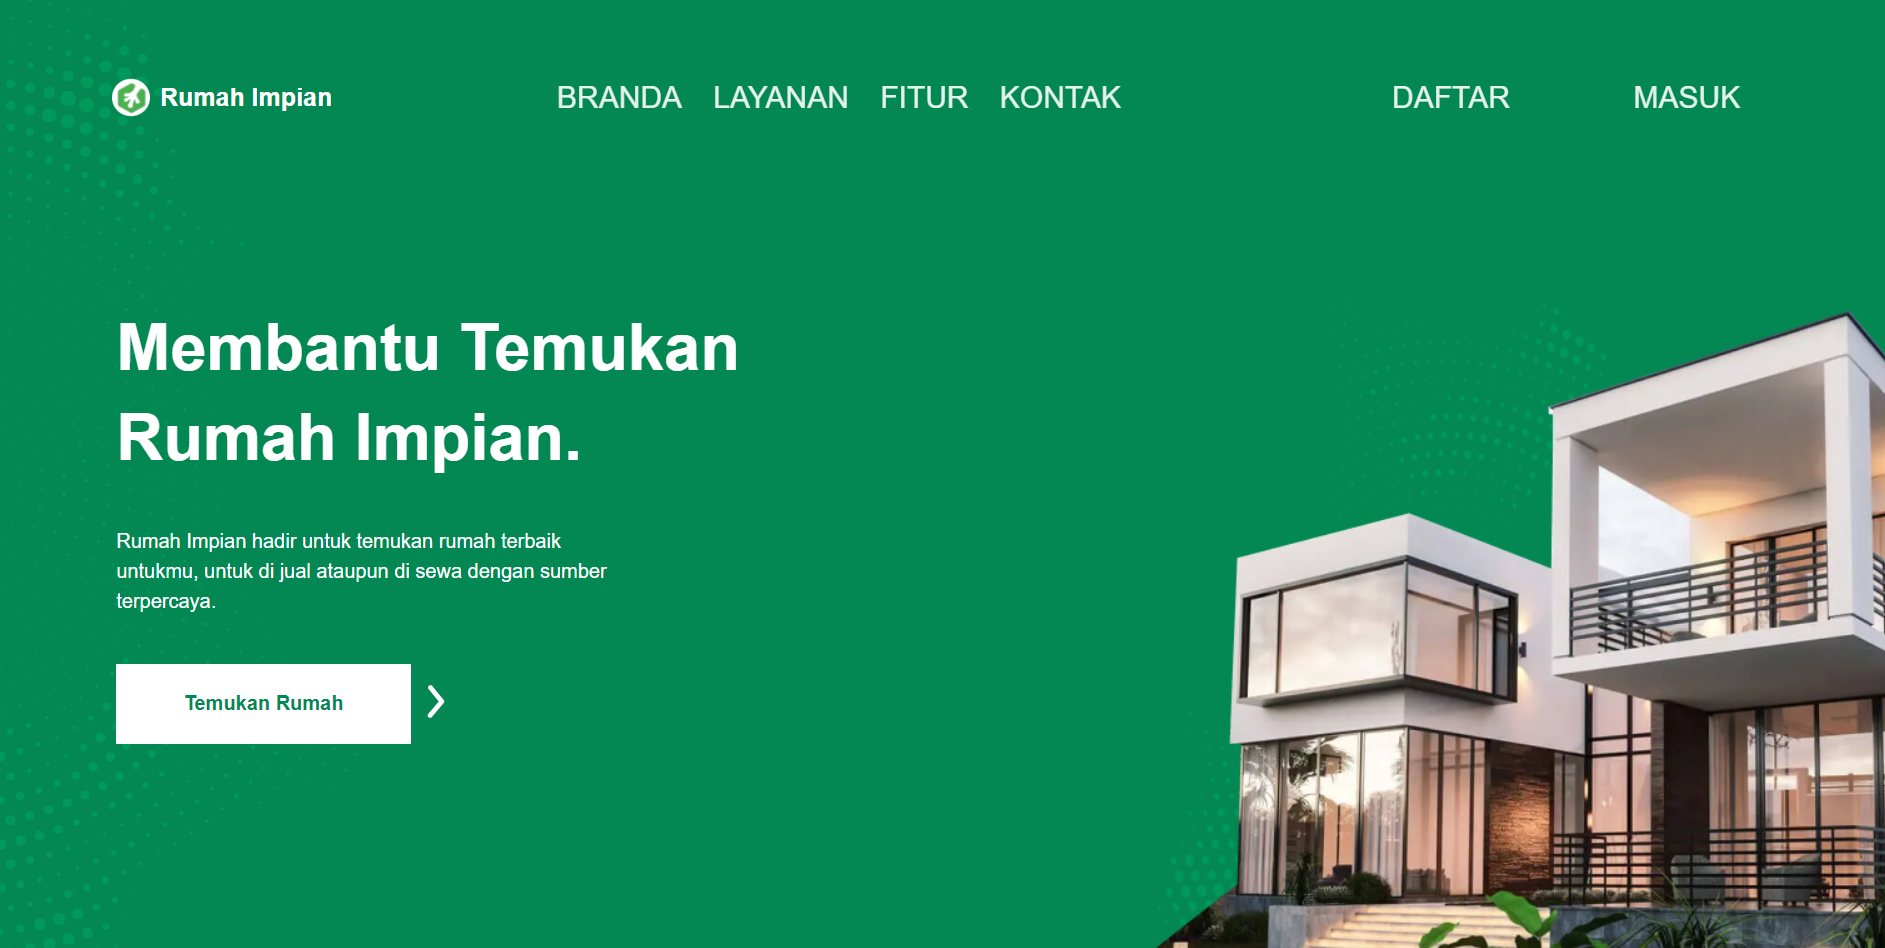 Rumah Impian
BRANDA LAYANAN FITUR KONTAK
DAFTAR MASUK
Membantu Temukan
Rumah Impian.
Rumah Impian hadir untuk temukan rumah terbaik
untukmu, untuk di jual ataupun di sewa dengan sumber
terpercaya.
Temukan Rumah